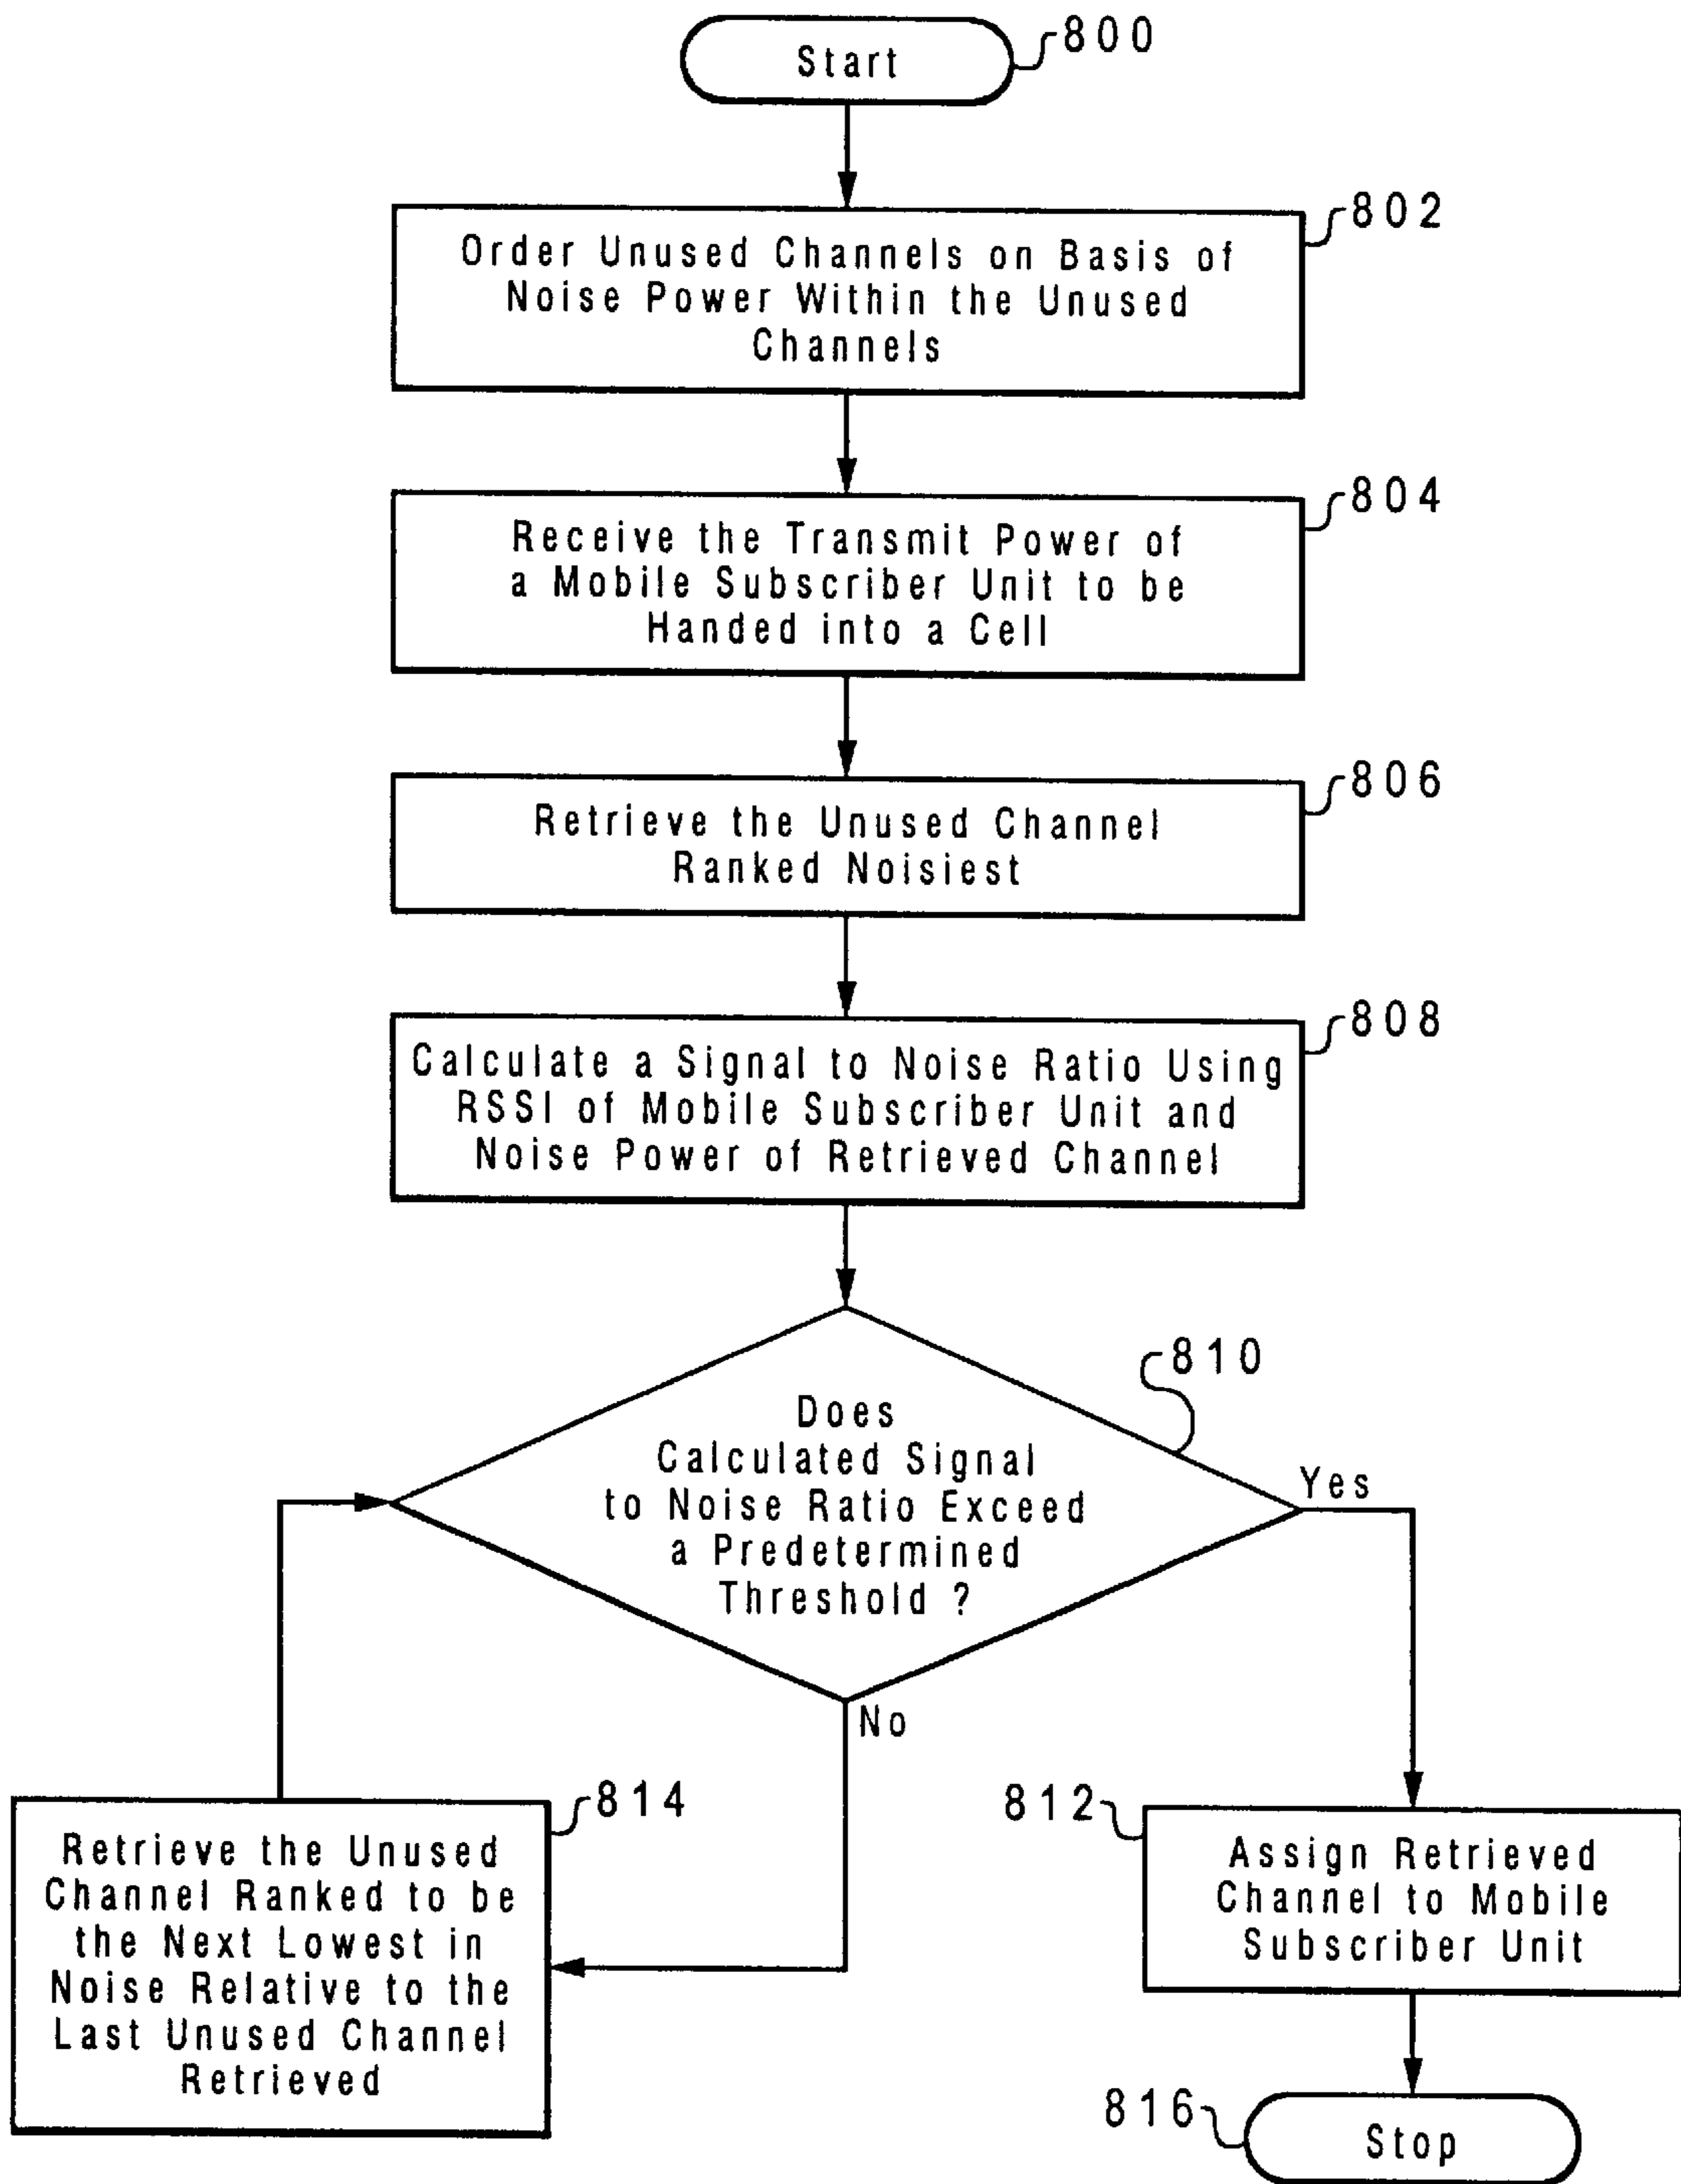 Start
800
802
Order Unused Channels on Basis of
Noise Power Within the Unused
Channels
804
Receive the Transmit Power of
a Mobile Subscriber Unit to be
Handed into a Cell
806
Retrieve the Unused Channel
Ranked Noisiest
808
Calculate a Signal to Noise Ratio Using
RSSI of Mobile Subscriber Unit and
Noise Power of Retrieved Channel
810
Does
Calculated Signal
to Noise Ratio Exceed
a Predetermined
Threshold ?
Yes
No
814
Retrieve the Unused
Channel Ranked to be
the Next Lowest in
Noise Relative to the
Last Unused Channel
Retrieved
812
Assign Retrieved
Channel to Mobile
Subscriber Unit
816
Stop